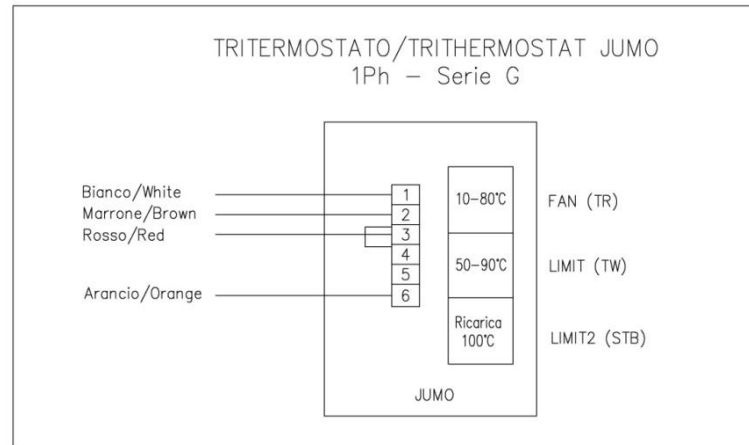 TRITERMOSTATO/TRITHERMOSTAT JUMO
1Ph – Serie G
Bianco/White
Marrone/Brown
Rosso/Red
Arancio/Orange
1
2
3
4
5
6
10-80°C
50-90°C
Ricarica
100°C
FAN (TR)
LIMIT (TW)
LIMIT2 (STB)
JUMO